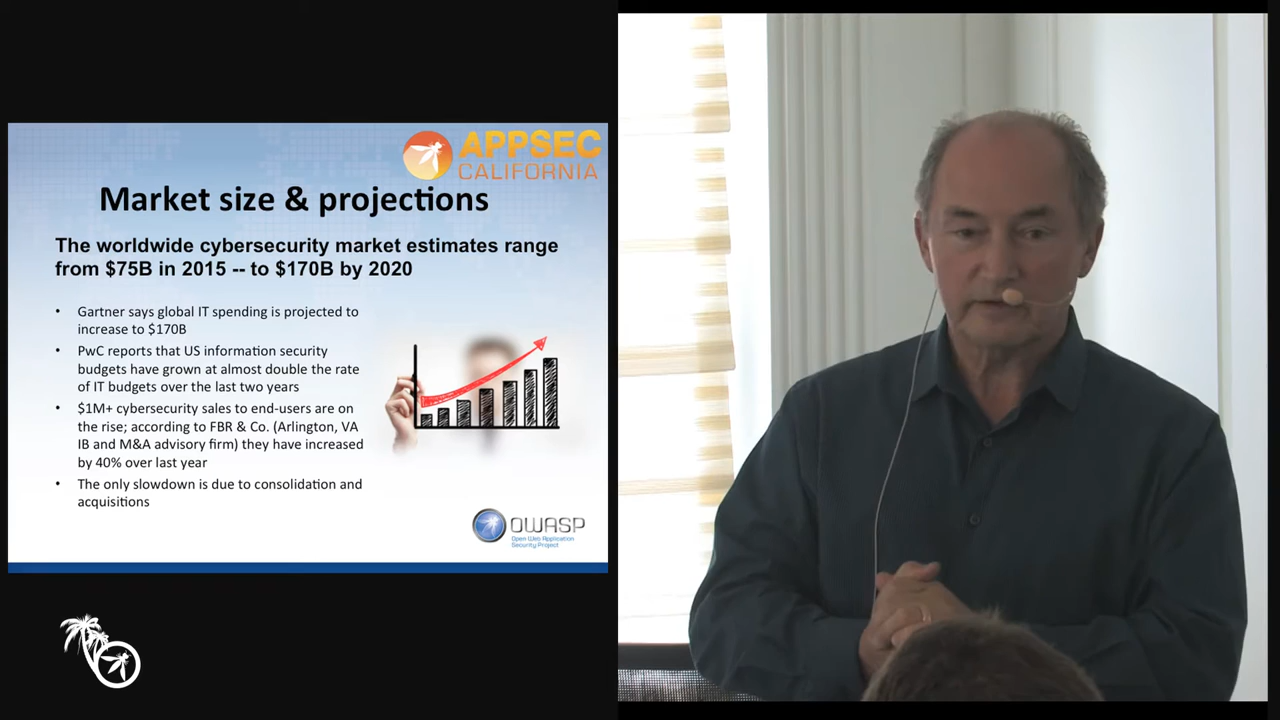 APPSEC
CALIFORNIA
Market size & projections
The worldwide cybersecurity market estimates range
from $75B in 2015 -- to $170B by 2020
• Gartner says global IT spending is projected to
increase to $170B
• PwC reports that US information security
budgets have grown at almost double the rate
of IT budgets over the last two years
• $1M+ cybersecurity sales to end-users are on
the rise; according to FBR & Co. (Arlington, VA
IB and M&A advisory firm) they have increased
by 40% over last year
• The only slowdown is due to consolidation and
acquisitions
OWASP
Open Web Application
Security Project